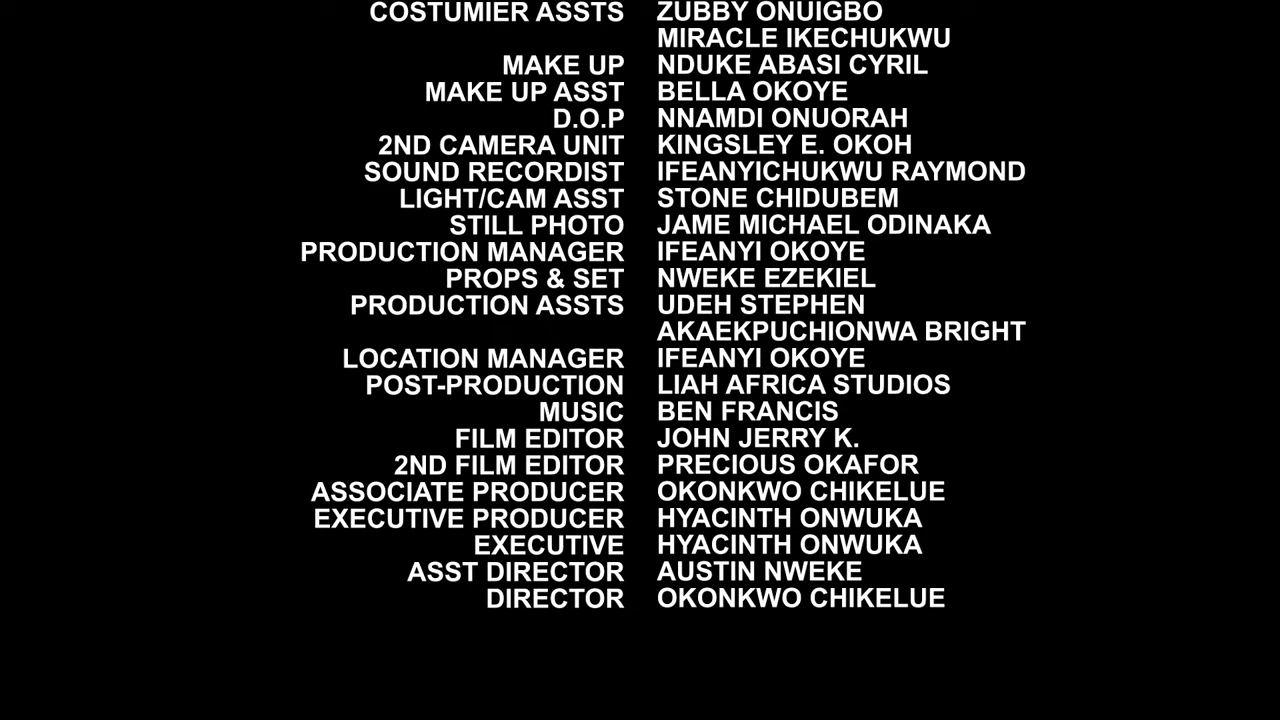 COSTUMIER ASSTS ZUBBY ONUIGBO
MIRACLE IKECHUKWU
MAKE UP NDUKE ABASI CYRIL
MAKE UP ASST BELLA OKOYE
D.O.P NNAMDI ONUORAH
2ND CAMERA UNIT KINGSLEY E. OKOH
SOUND RECORDIST IFEANYICHUKWU RAYMOND
LIGHT/CAM ASST STONE CHIDUBEM
STILL PHOTO JAME MICHAEL ODINAKA
PRODUCTION MANAGER IFEANYI OKOYE
PROPS & SET NWEKE EZEKIEL
PRODUCTION ASSTS UDEH STEPHEN
AKAEKPUCHIONWA BRIGHT
LOCATION MANAGER IFEANYI OKOYE
POST-PRODUCTION LIAH AFRICA STUDIOS
MUSIC BEN FRANCIS
FILM EDITOR JOHN JERRY K.
2ND FILM EDITOR PRECIOUS OKAFOR
ASSOCIATE PRODUCER OKONKWO CHIKELUE
EXECUTIVE PRODUCER HYACINTH ONWUKA
EXECUTIVE HYACINTH ONWUKA
ASST DIRECTOR AUSTIN NWEKE
DIRECTOR OKONKWO CHIKELUE